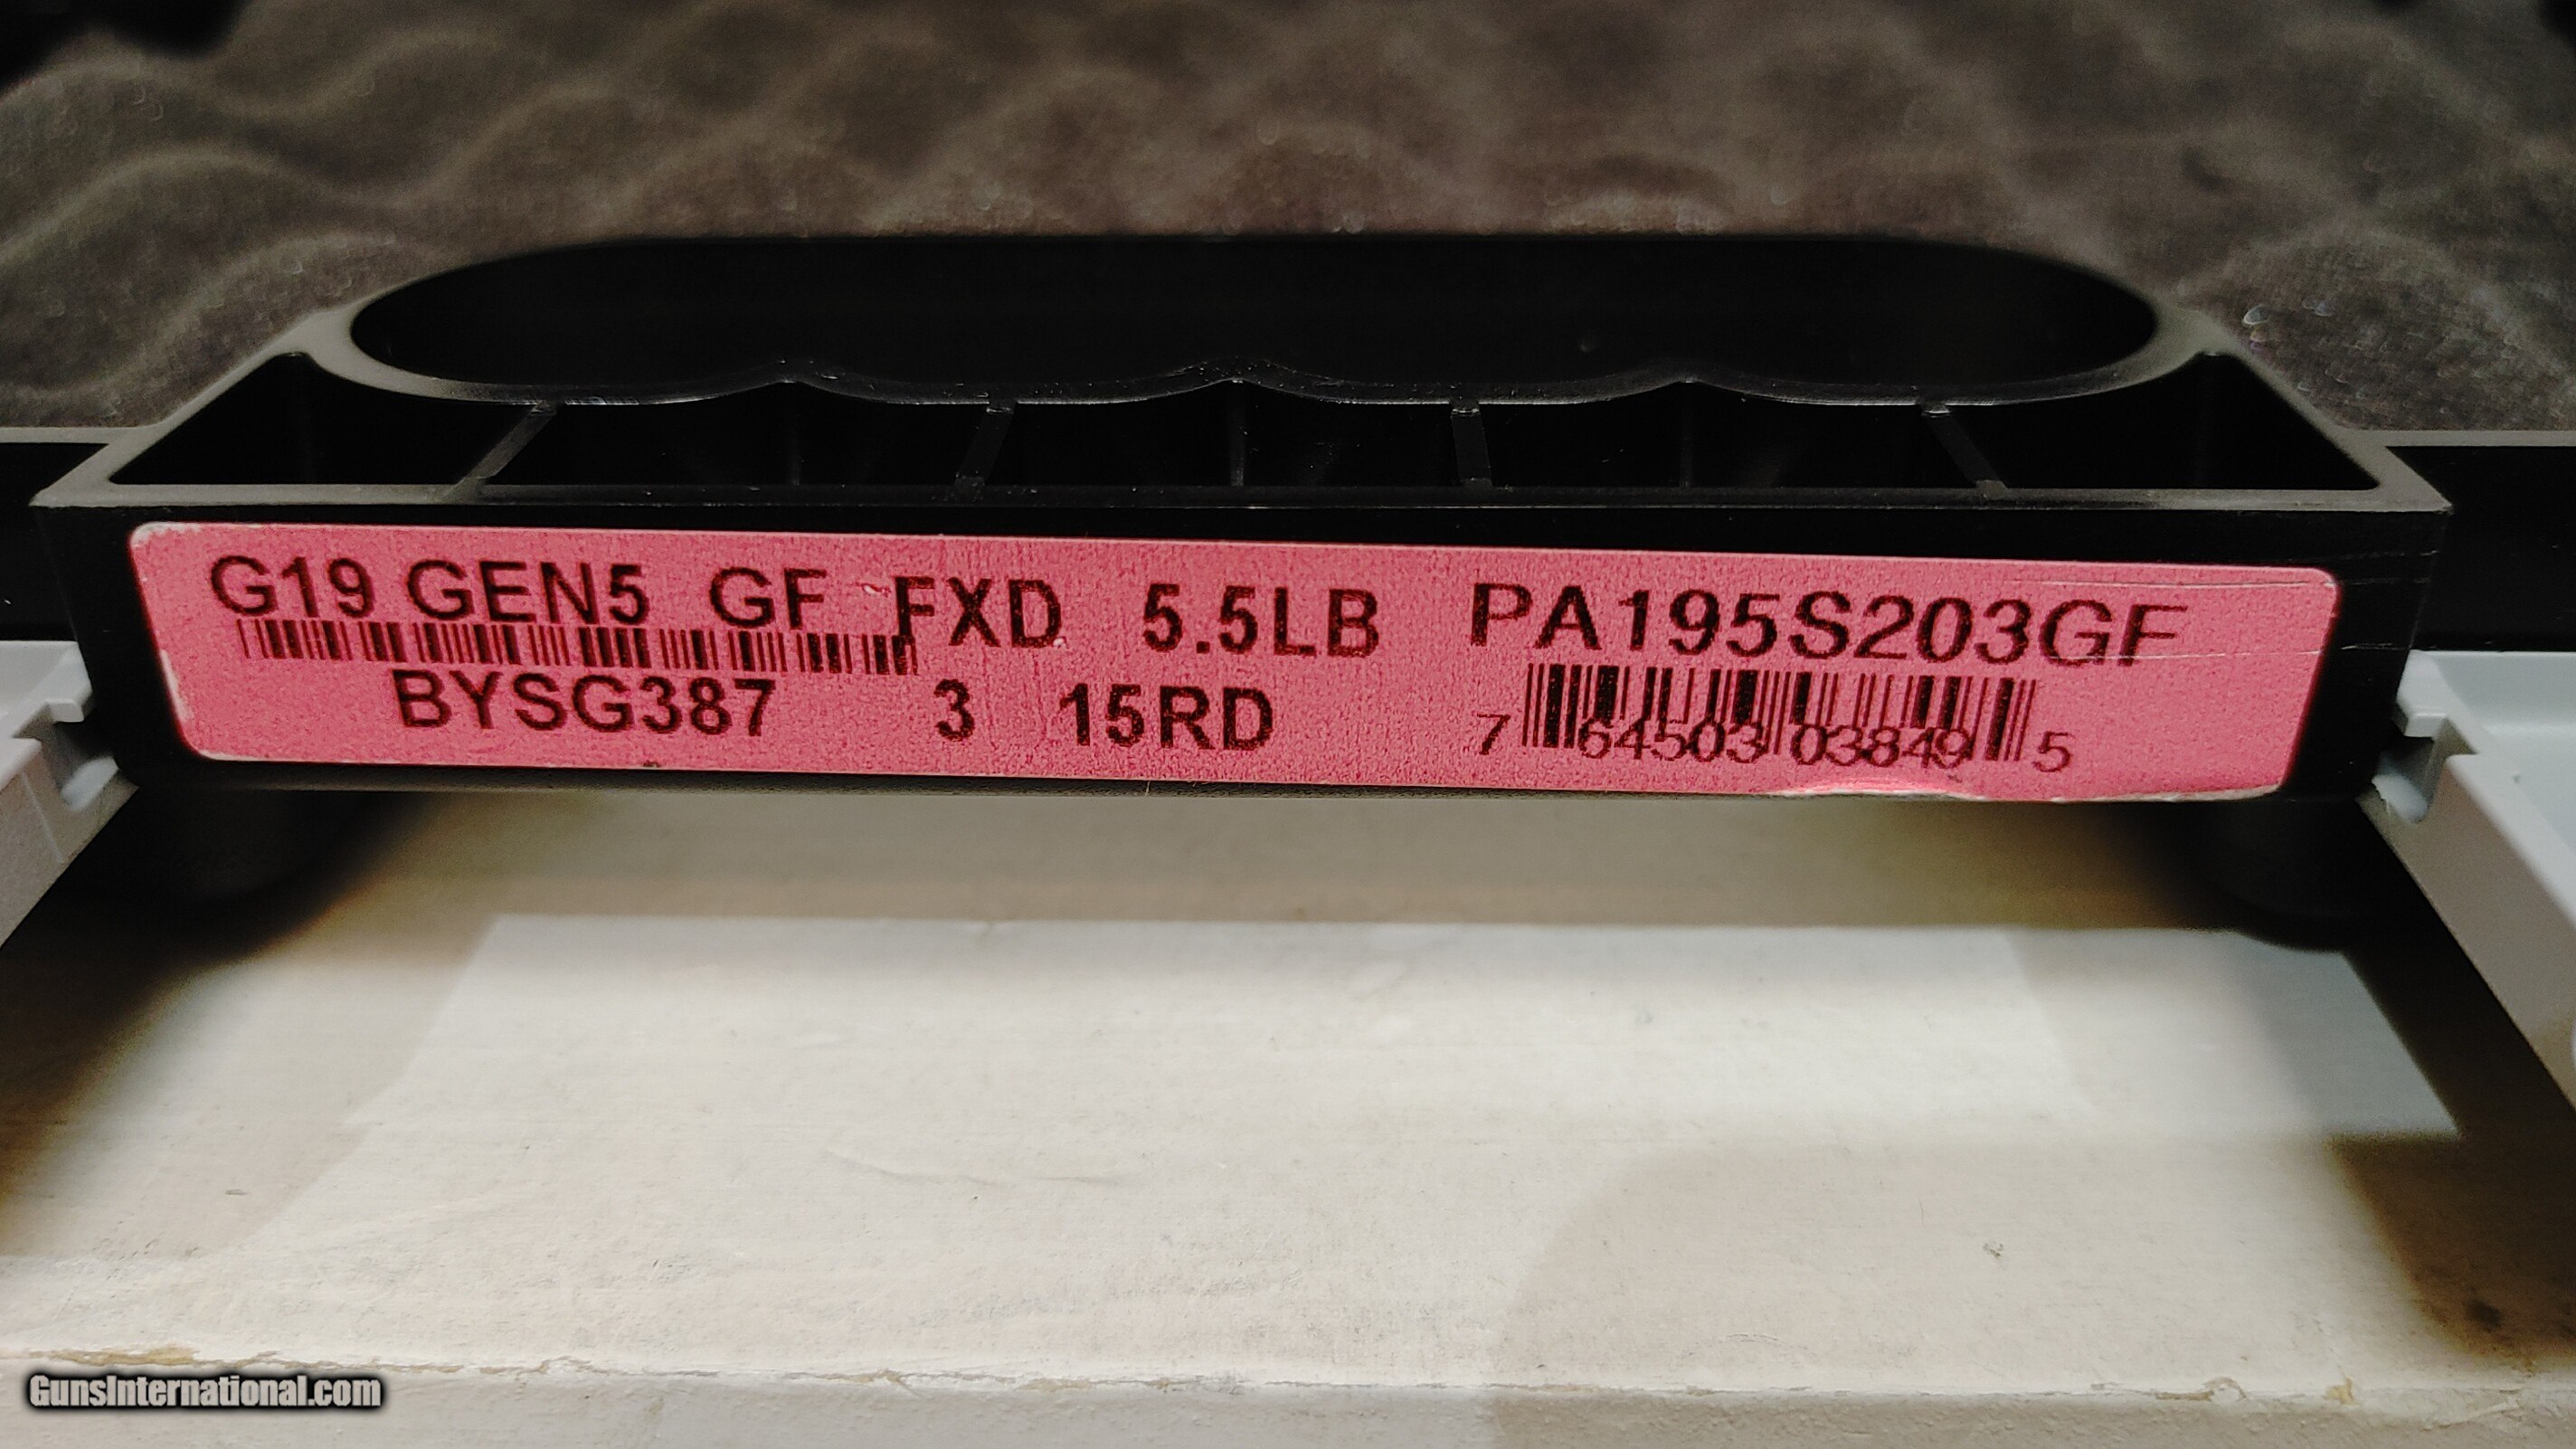 G19 GEN5 GF FXD 5.5LB PA195S203GF
BYSG387 3 15RD 7 64503 03849 5
GunsInternational.com